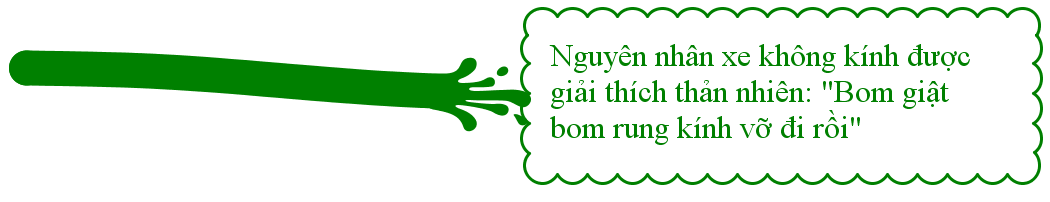 Nguyên nhân xe không kính được
giải thích thản nhiên: "Bom giật
bom rung kính vỡ đi rồi"